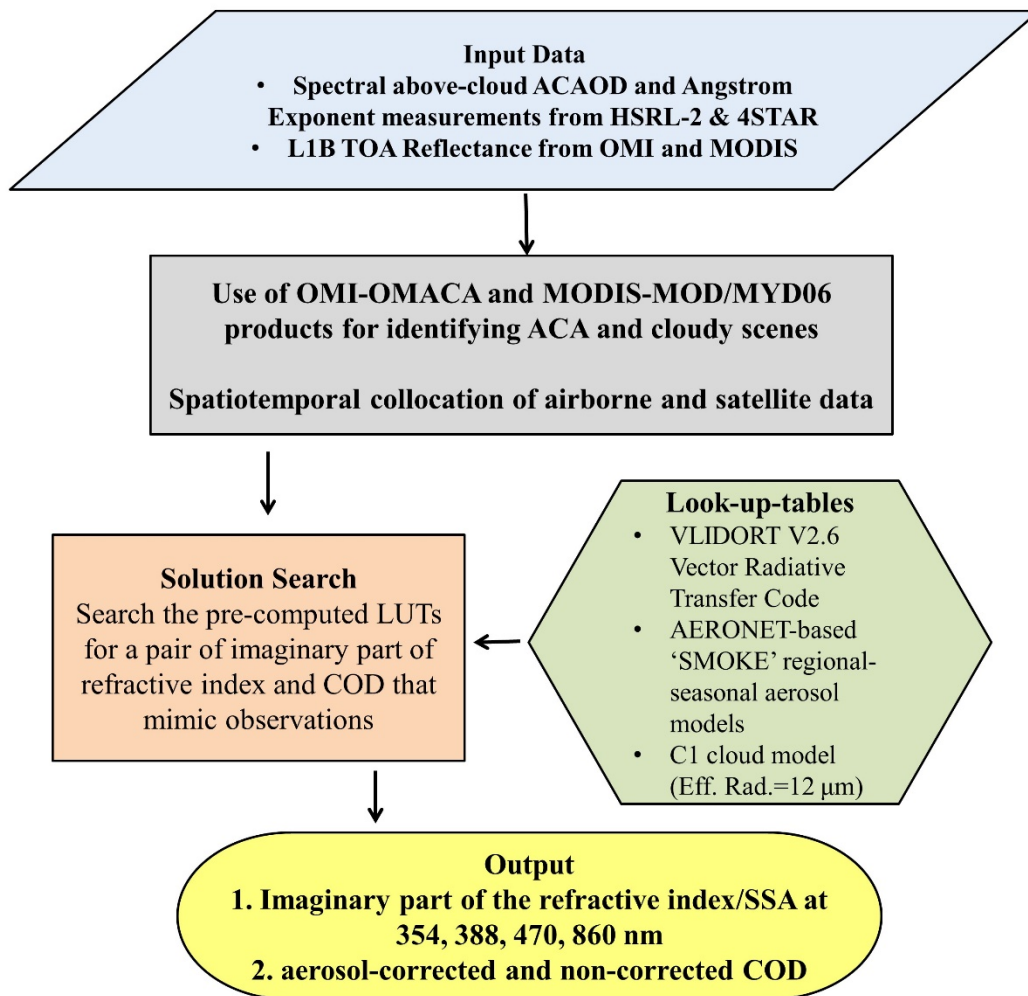 Input Data
• Spectral above-cloud ACAOD and Angstrom
Exponent measurements from HSRL-2 & 4STAR
• L1B TOA Reflectance from OMI and MODIS
Use of OMI-OMACA and MODIS-MOD/MYD06
products for identifying ACA and cloudy scenes
Spatiotemporal collocation of airborne and satellite data
Solution Search
Search the pre-computed LUTs
for a pair of imaginary part of
refractive index and COD that
mimic observations
Look-up-tables
• VLIDORT V2.6
Vector Radiative
Transfer Code
• AERONET-based
‘SMOKE’ regional-
seasonal aerosol
models
• C1 cloud model
(Eff. Rad.=12 μm)
Output
1. Imaginary part of the refractive index/SSA at
354, 388, 470, 860 nm
2. aerosol-corrected and non-corrected COD